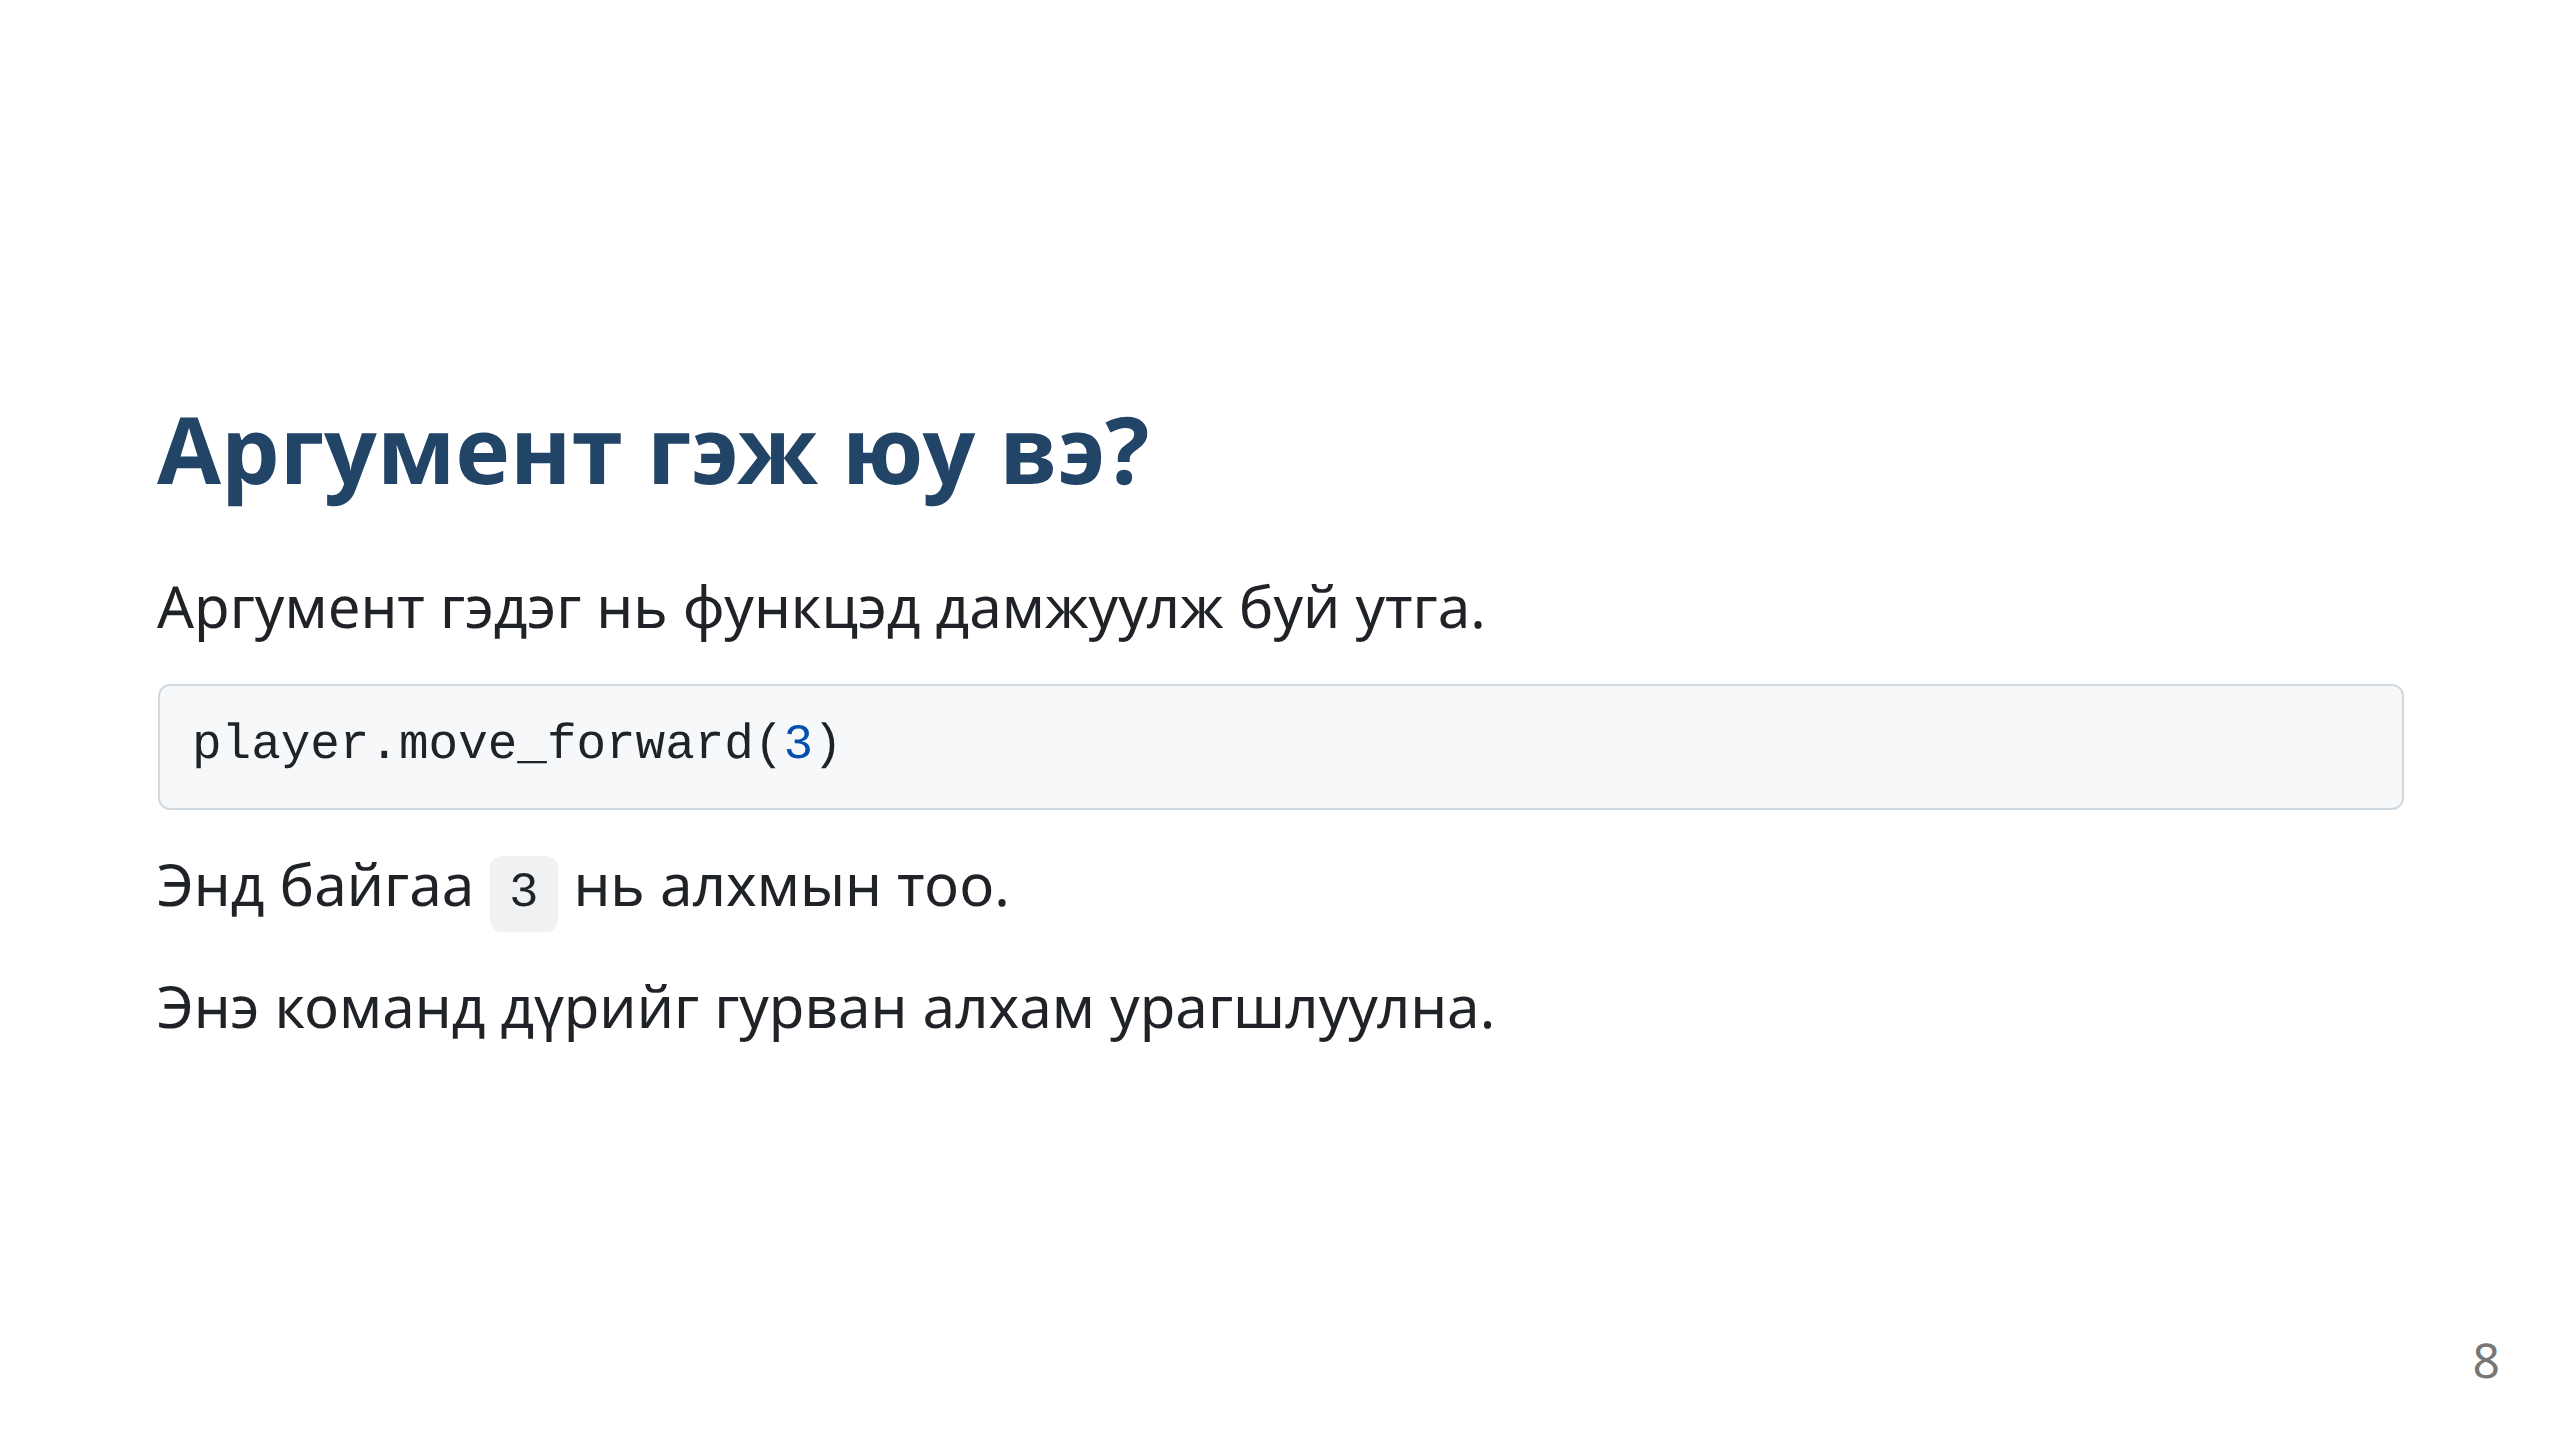 Аргумент гэж юу вэ?
Аргумент гэдэг нь функцэд дамжуулж буй утга.
player.move_forward(3)
Энд байгаа 3 нь алхмын тоо.
Энэ команд дүрийг гурван алхам урагшлуулна.
8